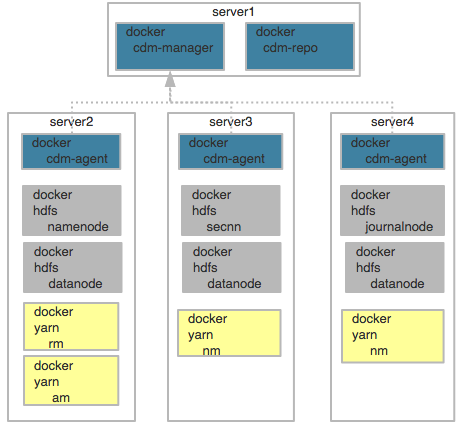 server1
docker
cdm-manager
docker
cdm-repo
server2
docker
cdm-agent
docker
hdfs
namenode
docker
hdfs
datanode
docker
yarn
rm
docker
yarn
am
server3
docker
cdm-agent
docker
hdfs
secnn
docker
hdfs
datanode
docker
yarn
nm
server4
docker
cdm-agent
docker
hdfs
journalnode
docker
hdfs
datanode
docker
yarn
nm